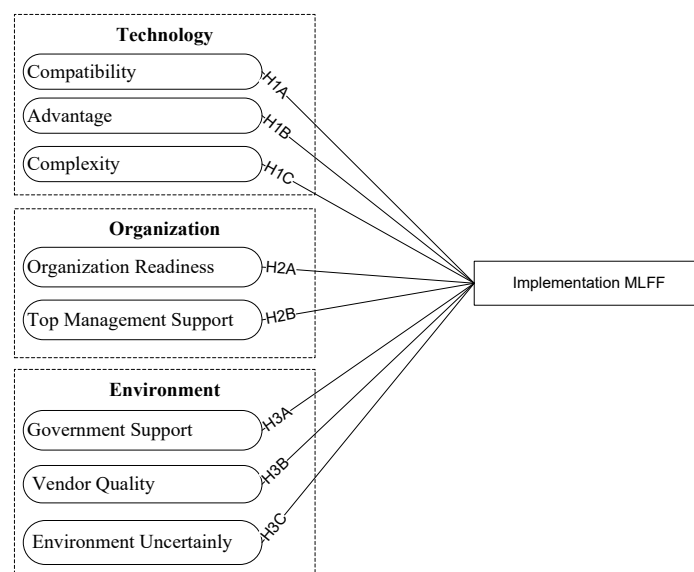 Technology
Compatibility
H1A
Advantage
H1B
Complexity
H1C
Organization
Organization Readiness
H2A
Top Management Support
H2B
Implementation MLFF
Environment
Government Support
H3A
Vendor Quality
H3B
Environment Uncertainly
H3C